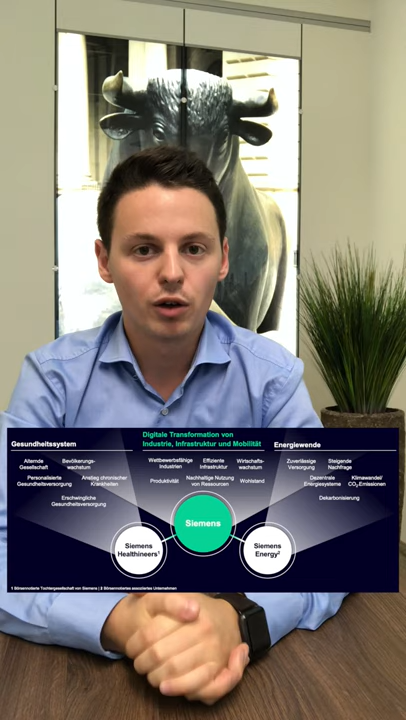 Digitale Transformation von
Industrie, Infrastruktur und Mobilität
Gesundheitssystem
Energiewende
Alternde
Gesellschaft
Bevölkerungs-
wachstum
Personalisierte
Gesundheitsversorgung
Anstieg chronischer
Krankheiten
Erschwingliche
Gesundheitsversorgung
Wettbewerbsfähige
Industrien
Effiziente
Infrastruktur
Wirtschafts-
wachstum
Produktivität
Nachhaltige Nutzung
von Ressourcen
Wohlstand
Zuverlässige
Versorgung
Steigende
Nachfrage
Dezentrale
Energiesysteme
Klimawandel/
CO₂Emissionen
Dekarbonisierung
Siemens
Siemens
Healthineers¹
Siemens
Energy²
1 Börsennotierte Tochtergesellschaft von Siemens | 2 Börsennotiertes assoziiertes Unternehmen